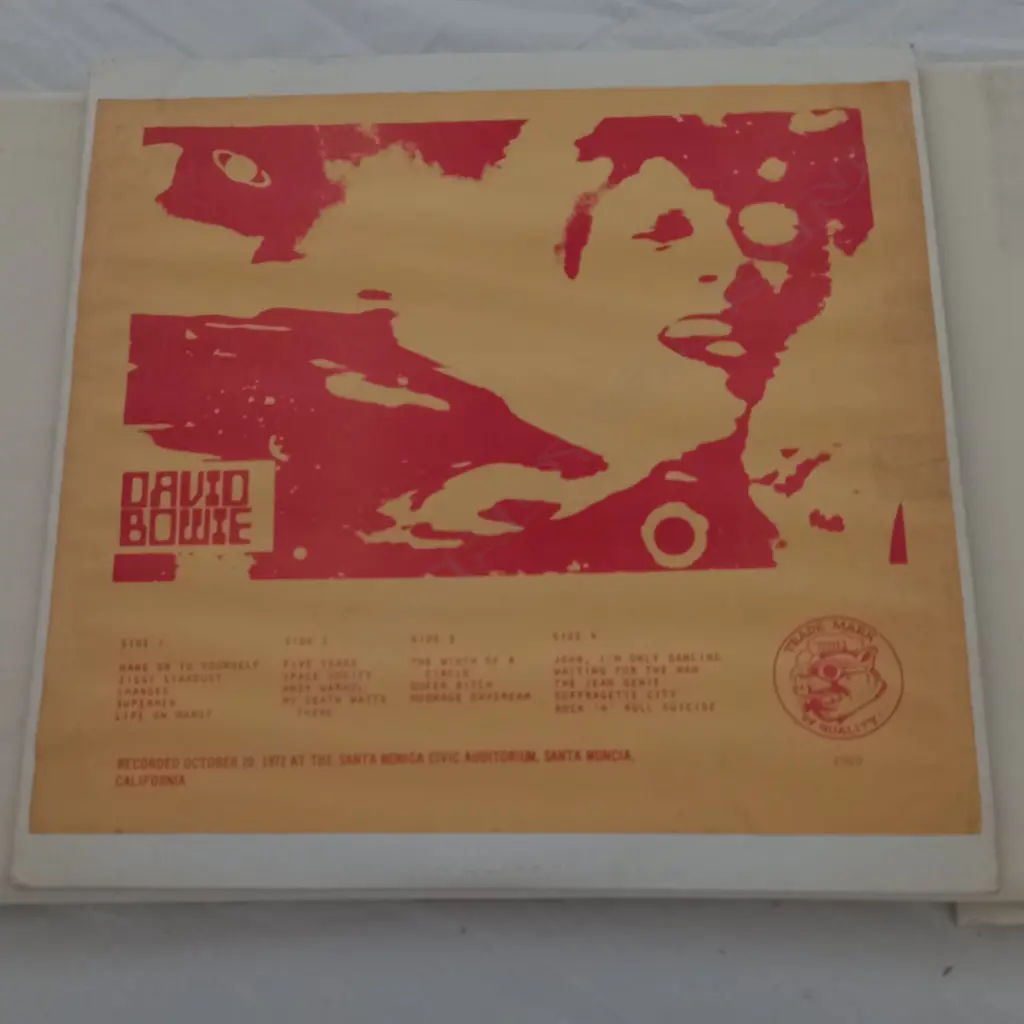 DAVID
BOWIE
SIDE 1
HANG ON TO YOURSELF
ZIGGY STARDUST
CHANGES
SUPERMEN
LIFE ON MARS?
SIDE 2
FIVE YEARS
SPACE ODDITY
ANDY WARHOL
MY DEATH WAITS
THERE
SIDE 3
THE WIDTH OF A
CIRCLE
QUEER BITCH
MOONAGE DAYDREAM
SIDE 4
JOHN, I'M ONLY DANCING
WAITING FOR THE MAN
THE JEAN GENIE
SUFFRAGETTE CITY
ROCK 'N' ROLL SUICIDE
TRADE MARK
OF QUALITY
RECORDED OCTOBER 20, 1972 AT THE SANTA MONICA CIVIC AUDITORIUM, SANTA MONCIA,
CALIFORNIA